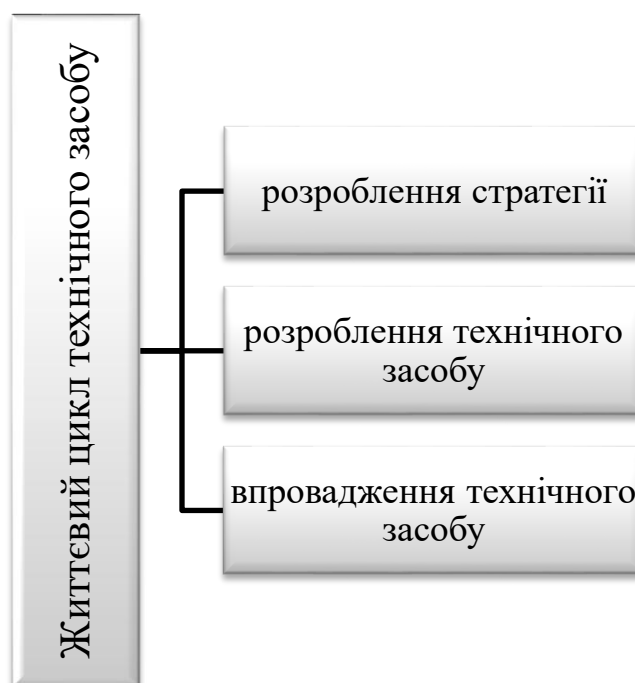 Життєвий цикл технічного засобу
розроблення стратегії
розроблення технічного
засобу
впровадження технічного
засобу